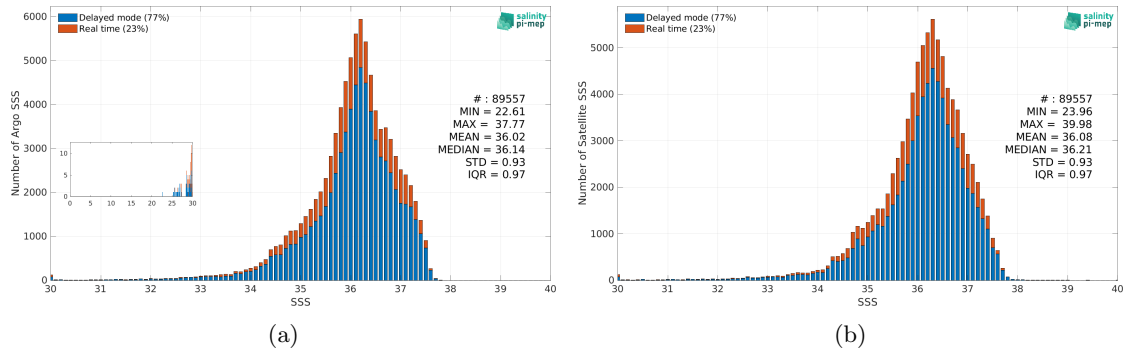 Delayed mode (77%)
Real time (23%)
salinity
pi-mep
# : 89557
MIN = 22.61
MAX = 37.77
MEAN = 36.02
MEDIAN = 36.14
STD = 0.93
IQR = 0.97
Number of Argo SSS
6000
5000
4000
3000
2000
1000
0
10
5
0
5 10 15 20 25 30
30 31 32 33 34 35 36 37 38 39 40
SSS
(a)
Delayed mode (77%)
Real time (23%)
salinity
pi-mep
# : 89557
MIN = 23.96
MAX = 39.98
MEAN = 36.08
MEDIAN = 36.21
STD = 0.93
IQR = 0.97
Number of Satellite SSS
5000
4000
3000
2000
1000
0
30 31 32 33 34 35 36 37 38 39 40
SSS
(b)